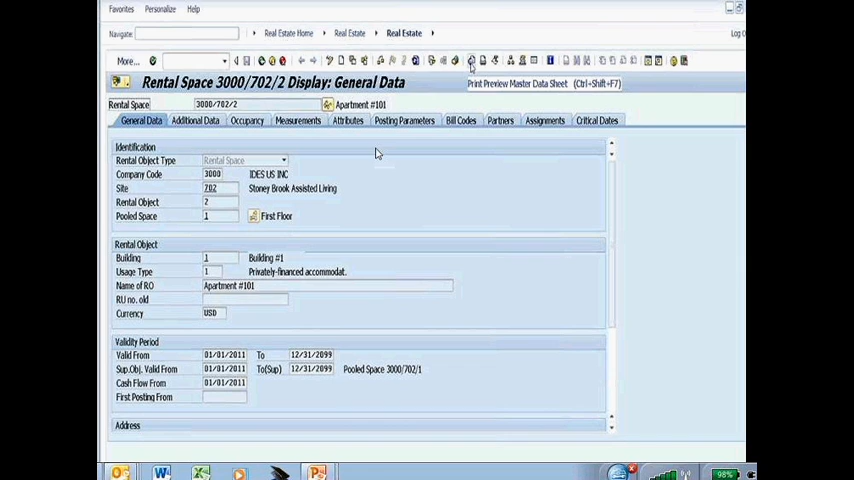 Favorites Personalize Help
Navigate: Real Estate Home Real Estate Real Estate Log O
More...
Rental Space 3000/702/2 Display: General Data
Print Preview Master Data Sheet (Ctrl+Shift+F7)
Rental Space 3000/702/2 Apartment #101
General Data Additional Data Occupancy Measurements Attributes Posting Parameters Bill Codes Partners Assignments Critical Dates
Identification
Rental Object Type Rental Space
Company Code 3000 IDES US INC
Site 702 Stoney Brook Assisted Living
Rental Object 2
Pooled Space 1 First Floor
Rental Object
Building 1 Building #1
Usage Type 1 Privately-financed accommodat.
Name of RO Apartment #101
RU no. old
Currency USD
Validity Period
Valid From 01/01/2011 To 12/31/2099
Sup.Obj. Valid From 01/01/2011 To(Sup) 12/31/2099 Pooled Space 3000/702/1
Cash Flow From 01/01/2011
First Posting From
Address
98%